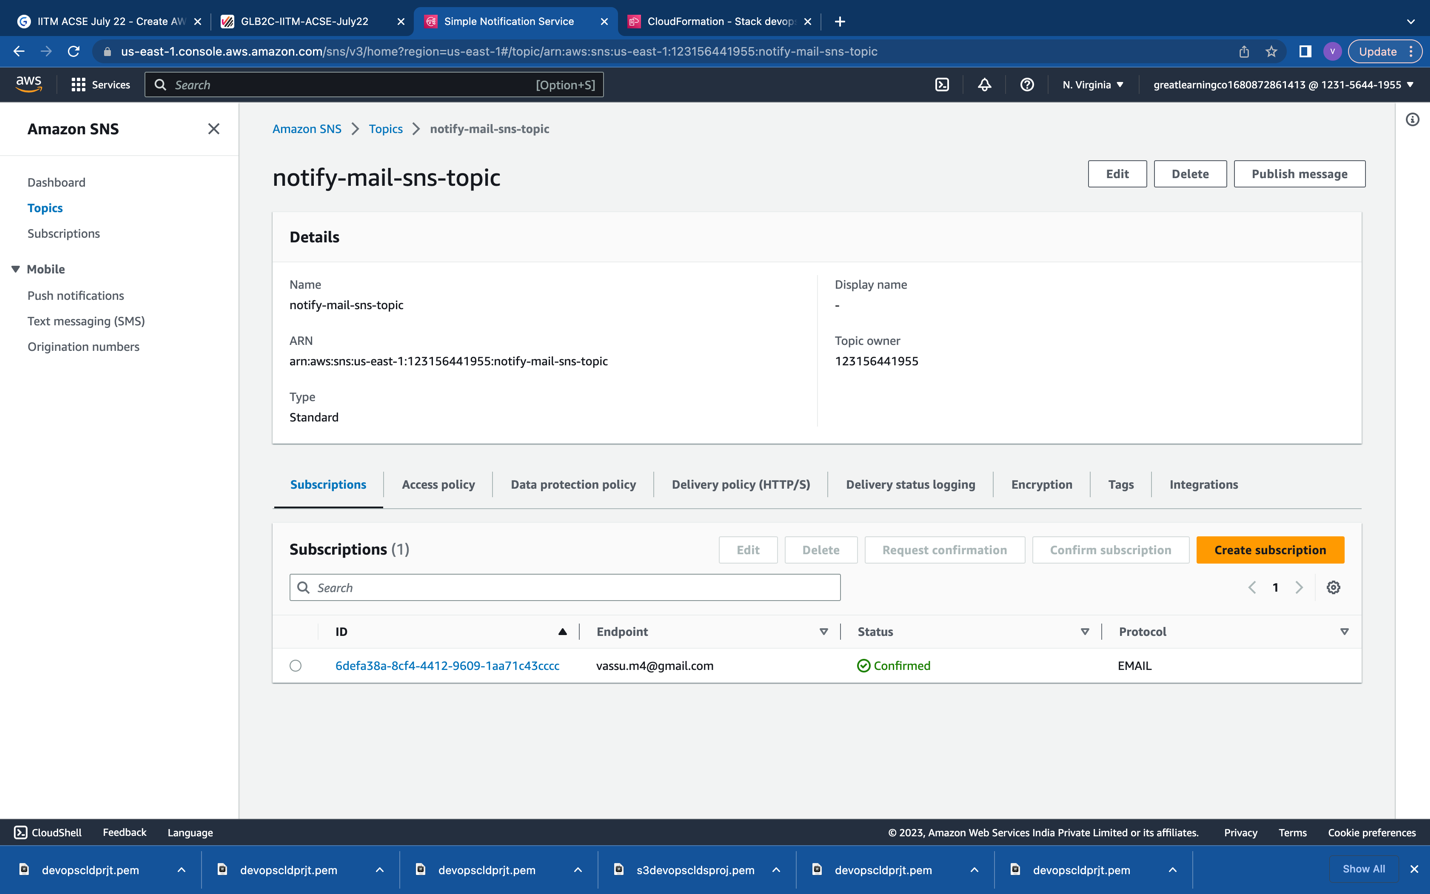 IITM ACSE July 22 - Create AW
GLB2C-IITM-ACSE-July22
Simple Notification Service
CloudFormation - Stack devop
us-east-1.console.aws.amazon.com/sns/v3/home?region=us-east-1#/topic/arn:aws:sns:us-east-1:123156441955:notify-mail-sns-topic
V
Update
aws
Services
Search
[Option+S]
N. Virginia
greatlearningco1680872861413 @ 1231-5644-1955
Amazon SNS
Dashboard
Topics
Subscriptions
Mobile
Push notifications
Text messaging (SMS)
Origination numbers
Amazon SNS
Topics
notify-mail-sns-topic
notify-mail-sns-topic
Edit
Delete
Publish message
Details
Name
notify-mail-sns-topic
ARN
arn:aws:sns:us-east-1:123156441955:notify-mail-sns-topic
Type
Standard
Display name
-
Topic owner
123156441955
Subscriptions
Access policy
Data protection policy
Delivery policy (HTTP/S)
Delivery status logging
Encryption
Tags
Integrations
Subscriptions (1)
Edit
Delete
Request confirmation
Confirm subscription
Create subscription
Search
1
ID
Endpoint
Status
Protocol
6defa38a-8cf4-4412-9609-1aa71c43cccc
vassu.m4@gmail.com
Confirmed
EMAIL
CloudShell
Feedback
Language
© 2023, Amazon Web Services India Private Limited or its affiliates.
Privacy
Terms
Cookie preferences
devopscldprjt.pem
devopscldprjt.pem
devopscldprjt.pem
s3devopscldsproj.pem
devopscldprjt.pem
devopscldprjt.pem
Show All